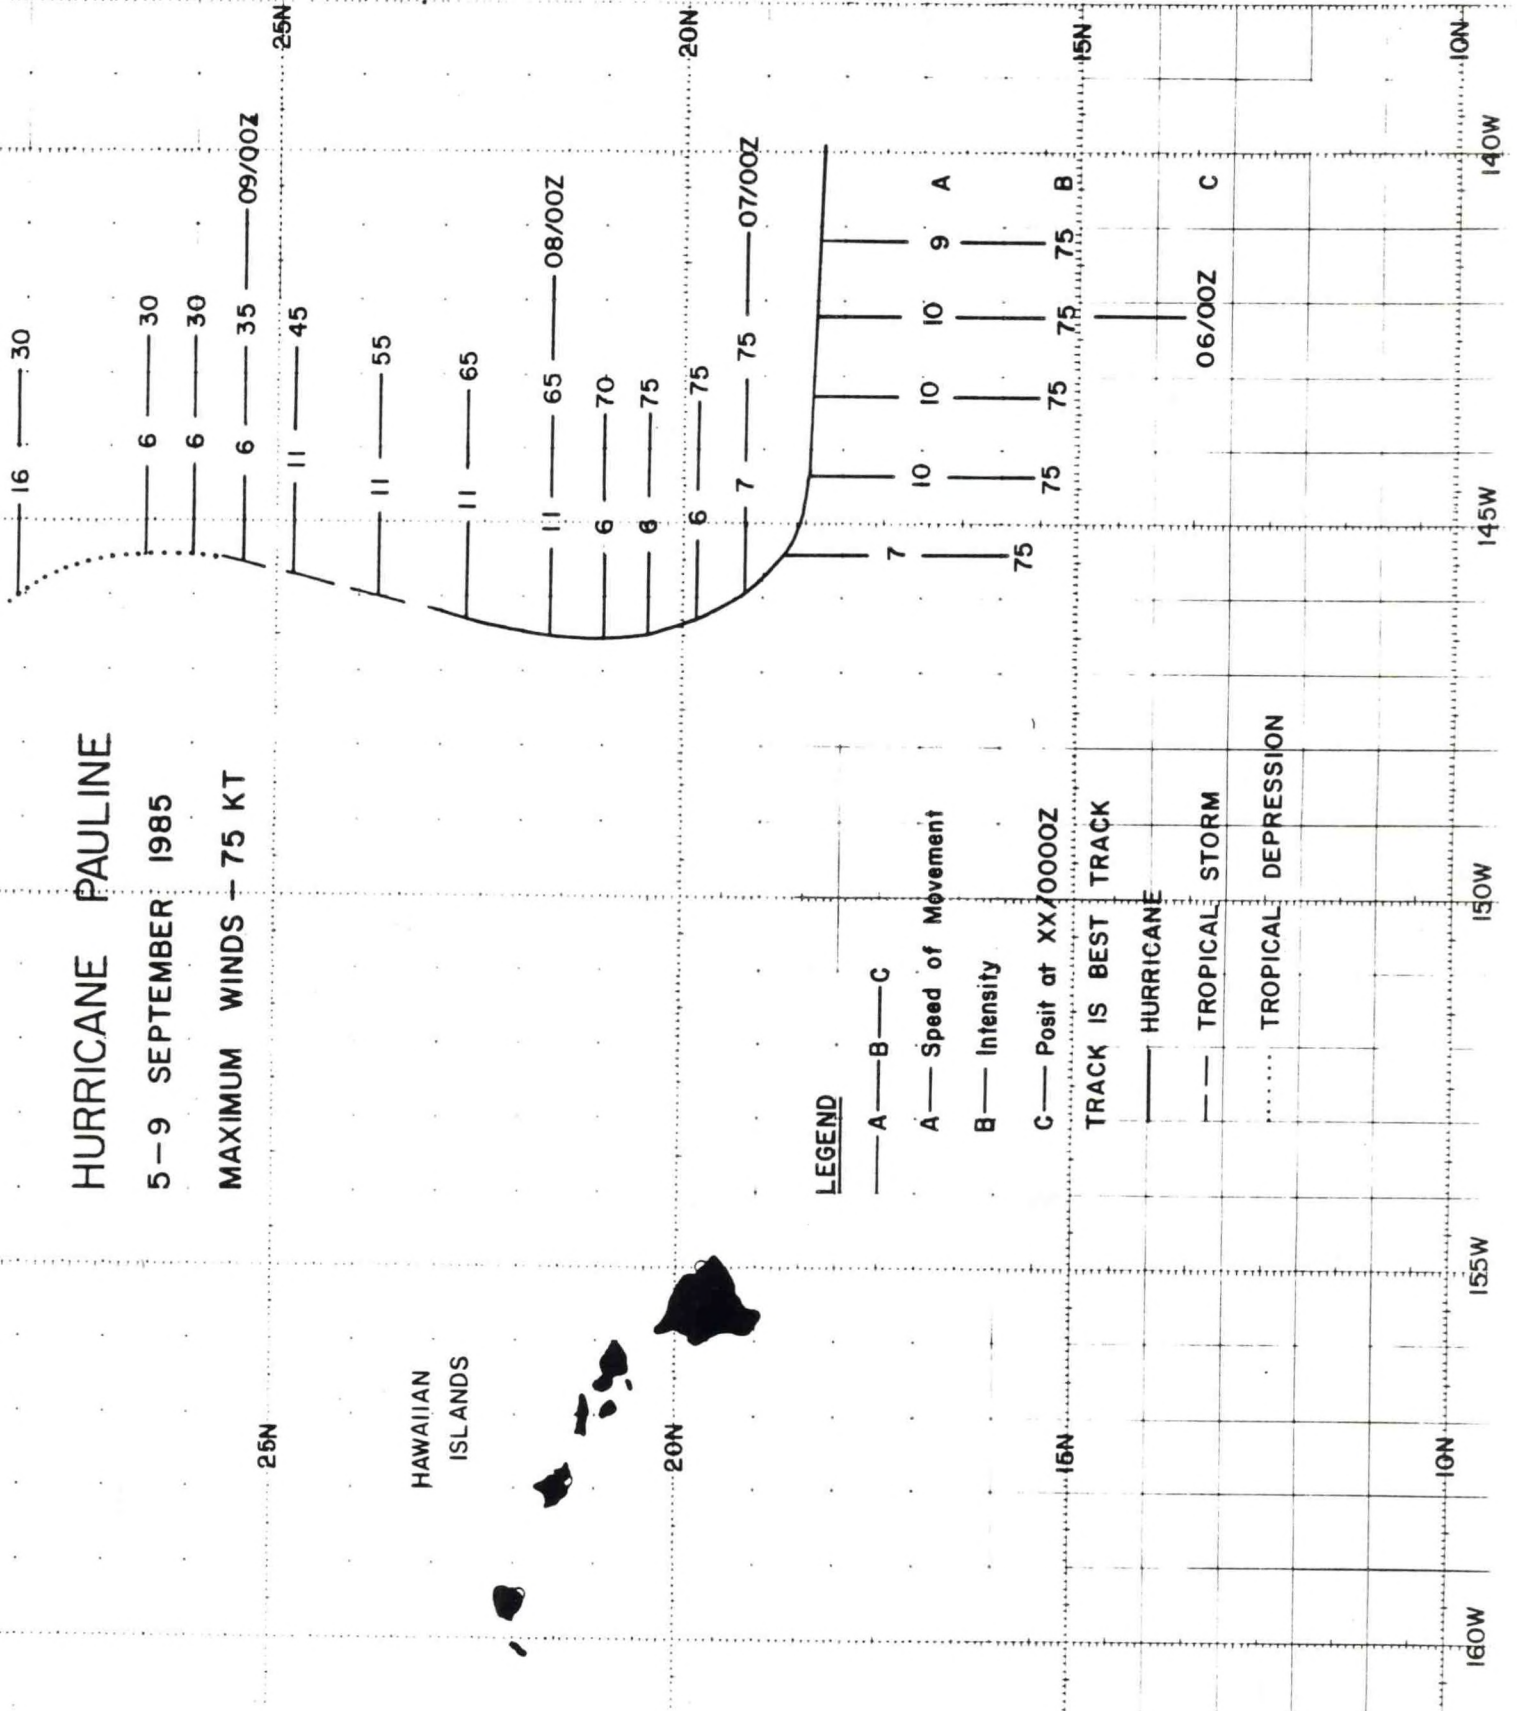 HURRICANE PAULINE
5-9 SEPTEMBER 1985
MAXIMUM WINDS - 75 KT
16 — 30
6 — 30
6 — 30
6 — 35 — 09/00Z
11 — 45
11 — 55
11 — 65
11 — 65 — 08/00Z
6 — 70
6 — 75
6 — 75
7 — 75 — 07/00Z
7 — 75
10 — 75
10 — 75
10 — 75 — 06/00Z
9 — 75
A B C
HAWAIIAN
ISLANDS
LEGEND
—— A —— B —— C
A —— Speed of Movement
B —— Intensity
C —— Posit at XX/0000Z
TRACK IS BEST TRACK
HURRICANE
TROPICAL STORM
TROPICAL DEPRESSION
25N
25N
20N
20N
15N
15N
10N
10N
160W
155W
150W
145W
140W